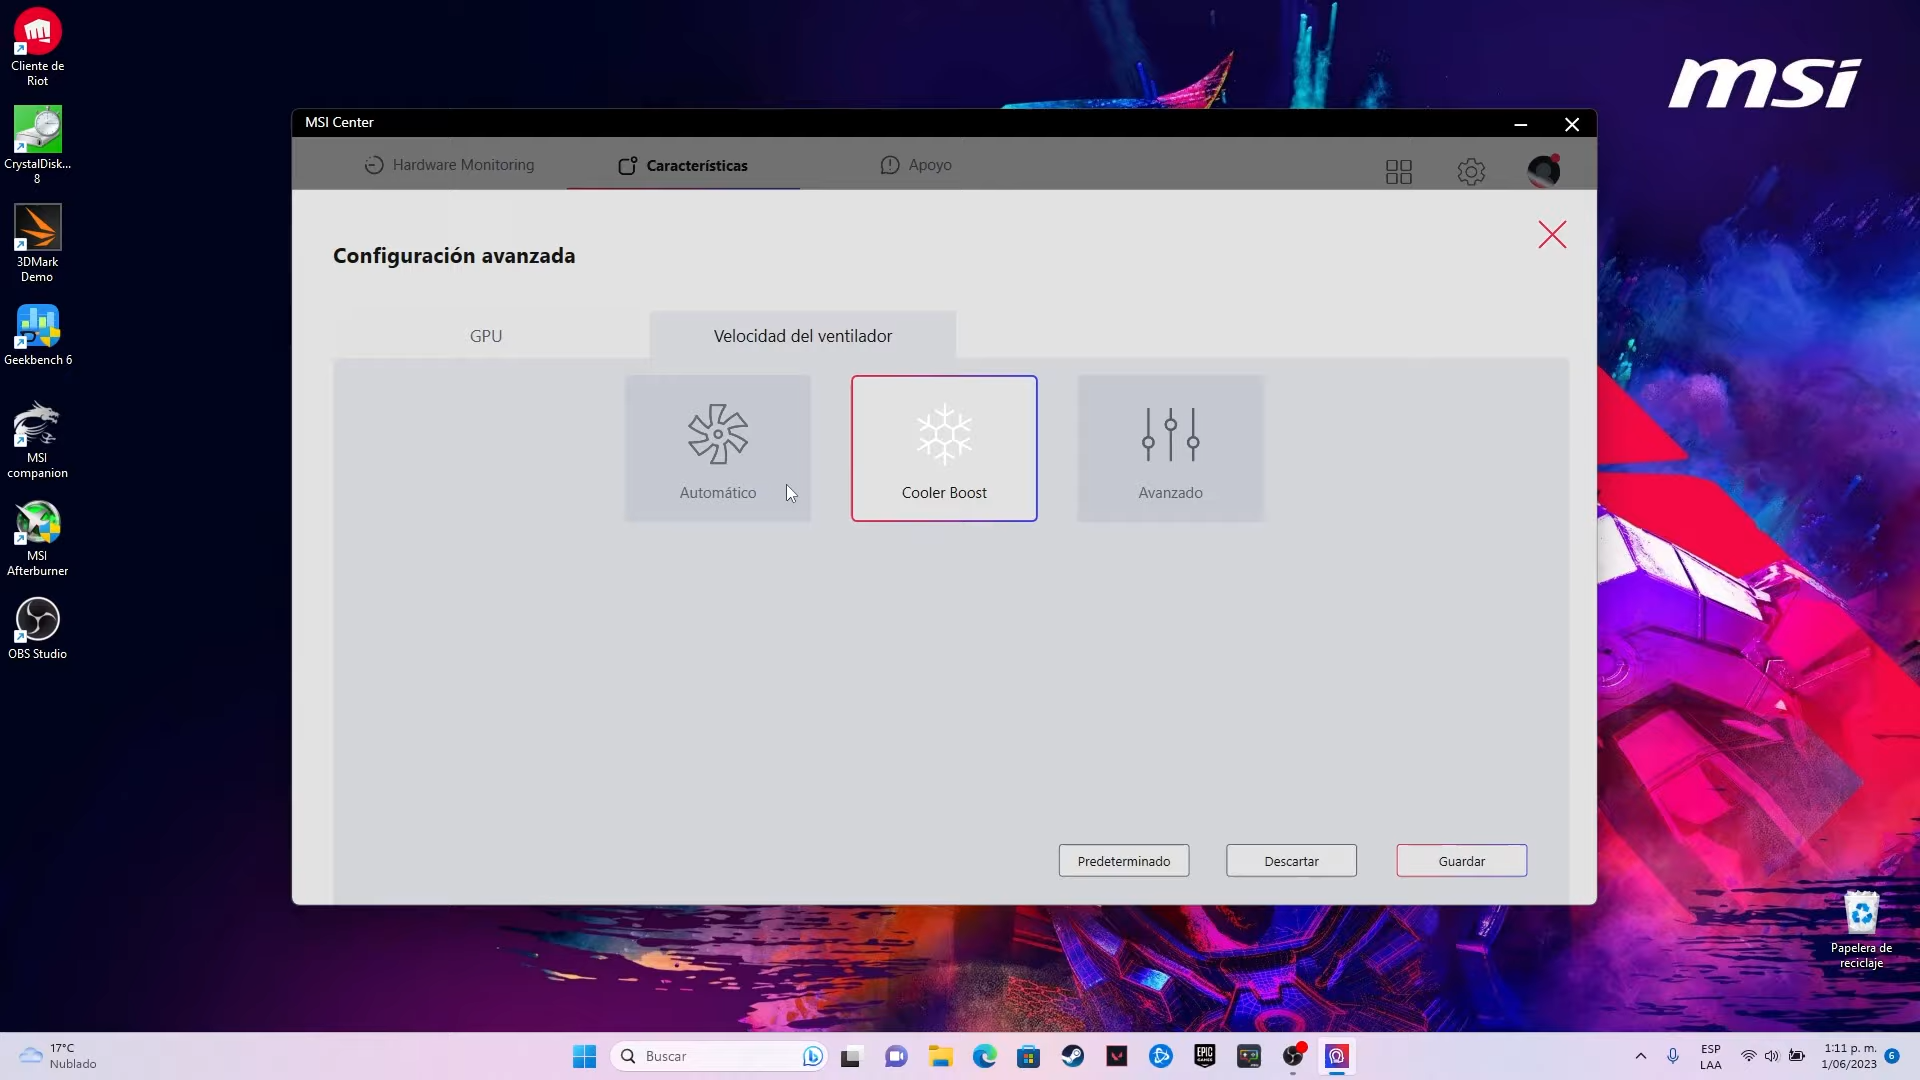 Cliente de
Riot
CrystalDisk...
8
3DMark
Demo
Geekbench 6
MSI
companion
MSI
Afterburner
OBS Studio
msi
MSI Center
Hardware Monitoring
Características
Apoyo
Configuración avanzada
GPU
Velocidad del ventilador
Automático
Cooler Boost
Avanzado
Predeterminado
Descartar
Guardar
Papelera de
reciclaje
17°C
Nublado
Buscar
EPIC
GAMES
ESP
LAA
1:11 p. m.
1/06/2023
6